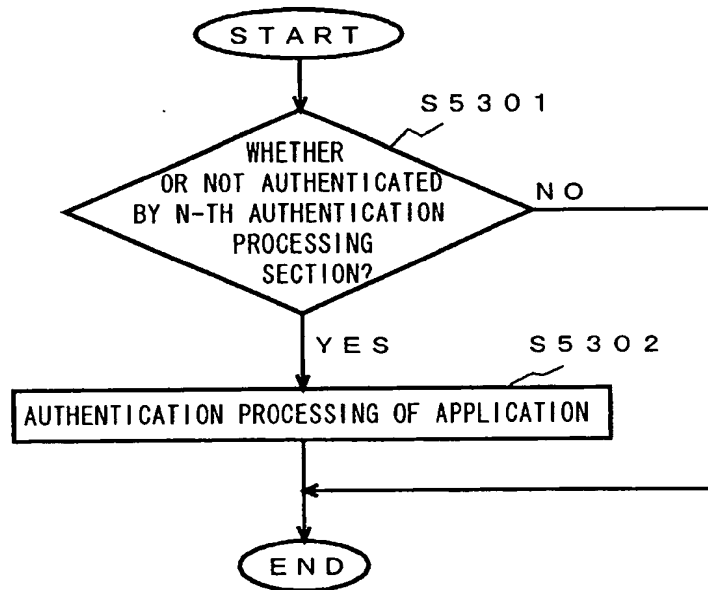 START
S5301
WHETHER
OR NOT AUTHENTICATED
BY N-TH AUTHENTICATION
PROCESSING
SECTION?
NO
YES
S5302
AUTHENTICATION PROCESSING OF APPLICATION
END